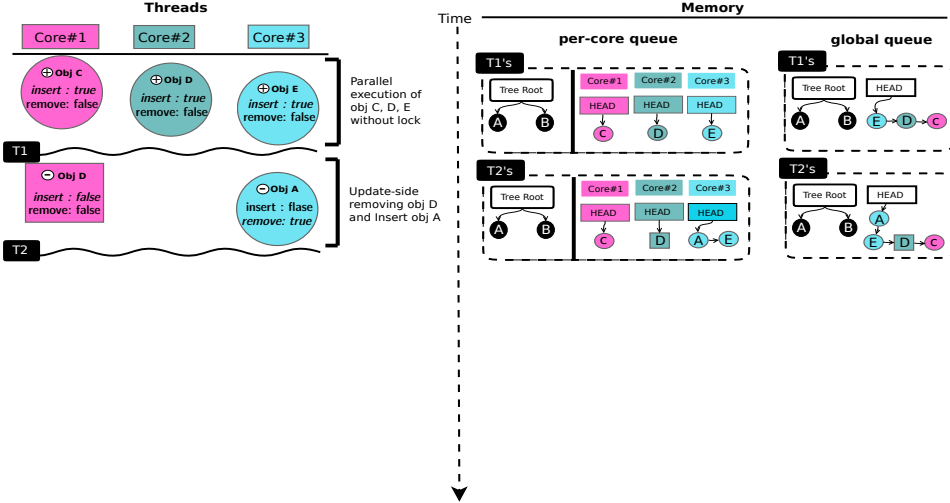 Threads
Time
Memory
Core#1
Core#2
Core#3
per-core queue
global queue
⊕ Obj C
insert : true
remove: false
⊕ Obj D
insert : true
remove: false
⊕ Obj E
insert : true
remove: false
Parallel
execution of
obj C, D, E
without lock
T1
⊖ Obj D
insert : false
remove: false
⊖ Obj A
insert : flase
remove: true
Update-side
removing obj D
and Insert obj A
T2
T1's
Tree Root
A
B
Core#1
Core#2
Core#3
HEAD
HEAD
HEAD
C
D
E
T1's
Tree Root
A
B
HEAD
E
D
C
T2's
Tree Root
A
B
Core#1
Core#2
Core#3
HEAD
HEAD
HEAD
C
D
A
E
T2's
Tree Root
A
B
HEAD
A
E
D
C